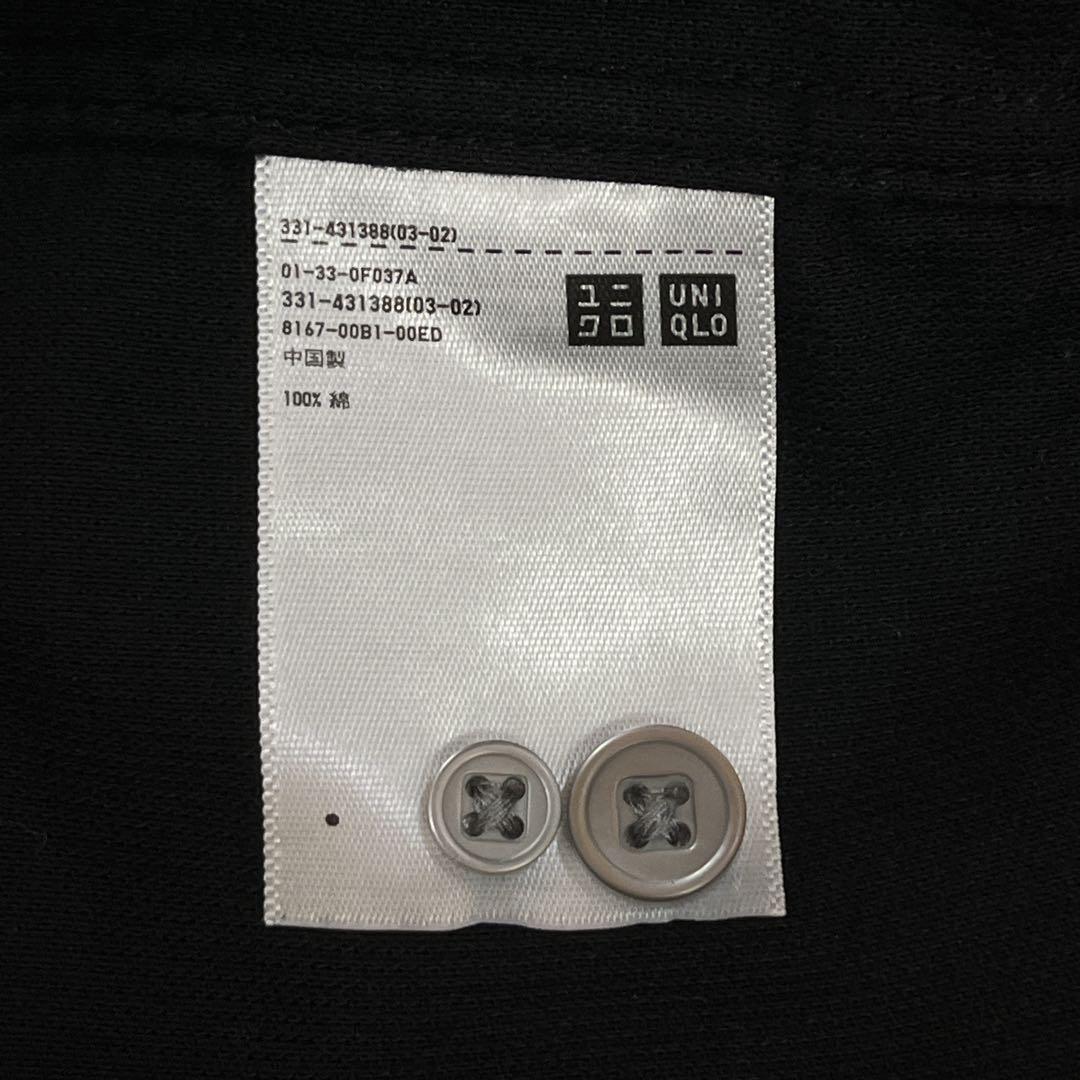 331-431388(03-02)
01-33-0F037A
331-431388(03-02)
8167-00B1-00ED
中国製
100% 綿
ユニ
クロ
UNI
QLO